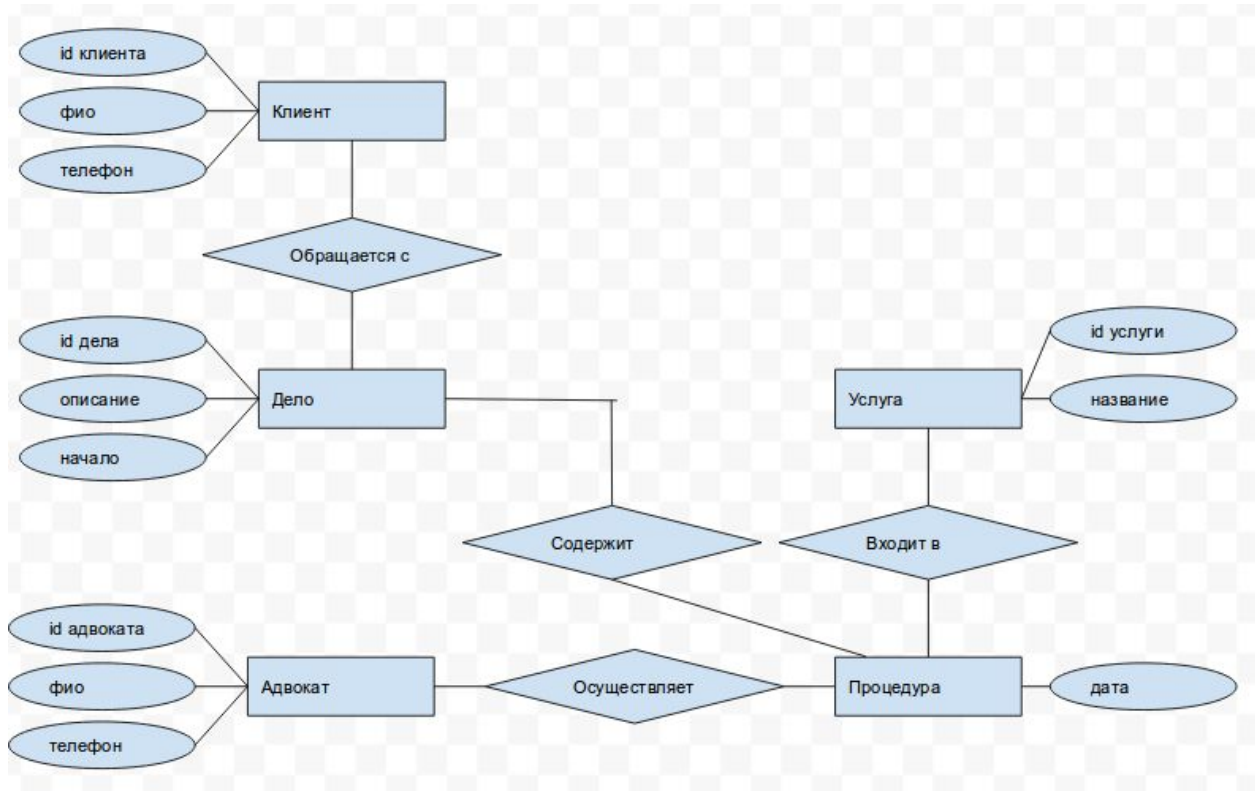 id клиента
фио
Клиент
телефон
Обращается с
id дела
id услуги
описание
Дело
Услуга
название
начало
Содержит
Входит в
id адвоката
фио
Адвокат
Осуществляет
Процедура
дата
телефон